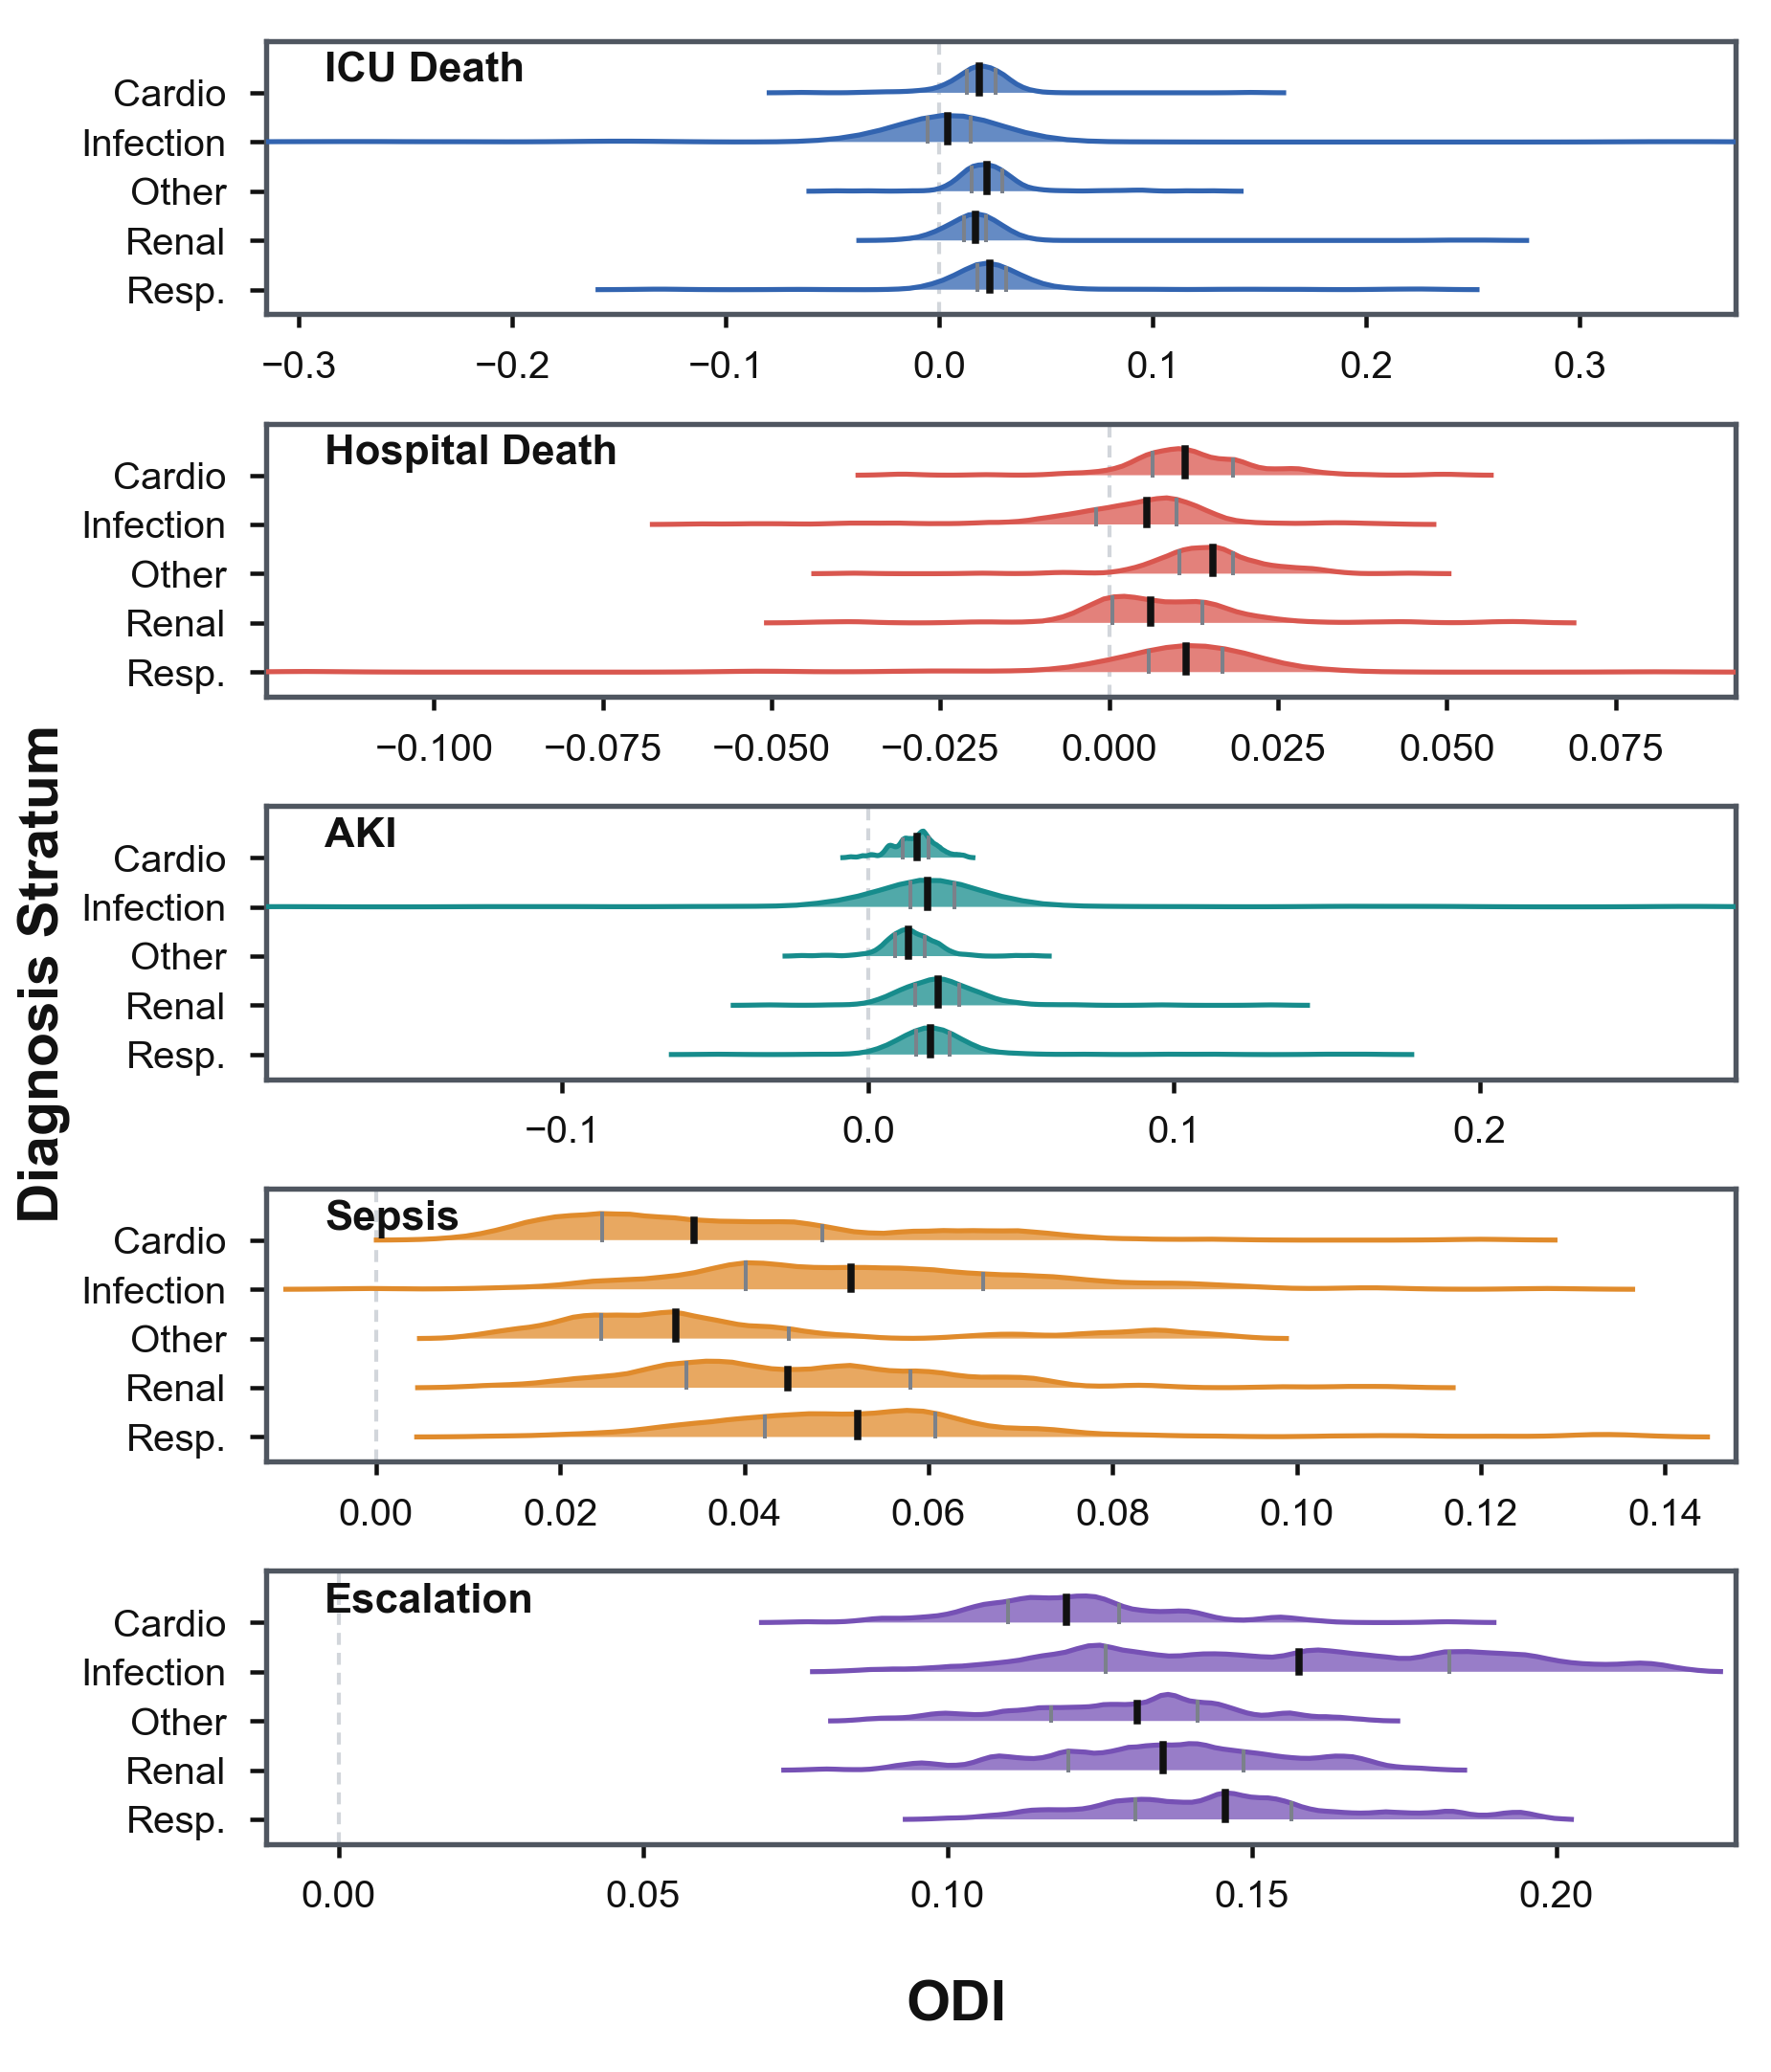 ICU Death
Cardio
Infection
Other
Renal
Resp.
−0.3 −0.2 −0.1 0.0 0.1 0.2 0.3
Hospital Death
Cardio
Infection
Other
Renal
Resp.
−0.100 −0.075 −0.050 −0.025 0.000 0.025 0.050 0.075
Diagnosis Stratum
AKI
Cardio
Infection
Other
Renal
Resp.
−0.1 0.0 0.1 0.2
Sepsis
Cardio
Infection
Other
Renal
Resp.
0.00 0.02 0.04 0.06 0.08 0.10 0.12 0.14
Escalation
Cardio
Infection
Other
Renal
Resp.
0.00 0.05 0.10 0.15 0.20
ODI